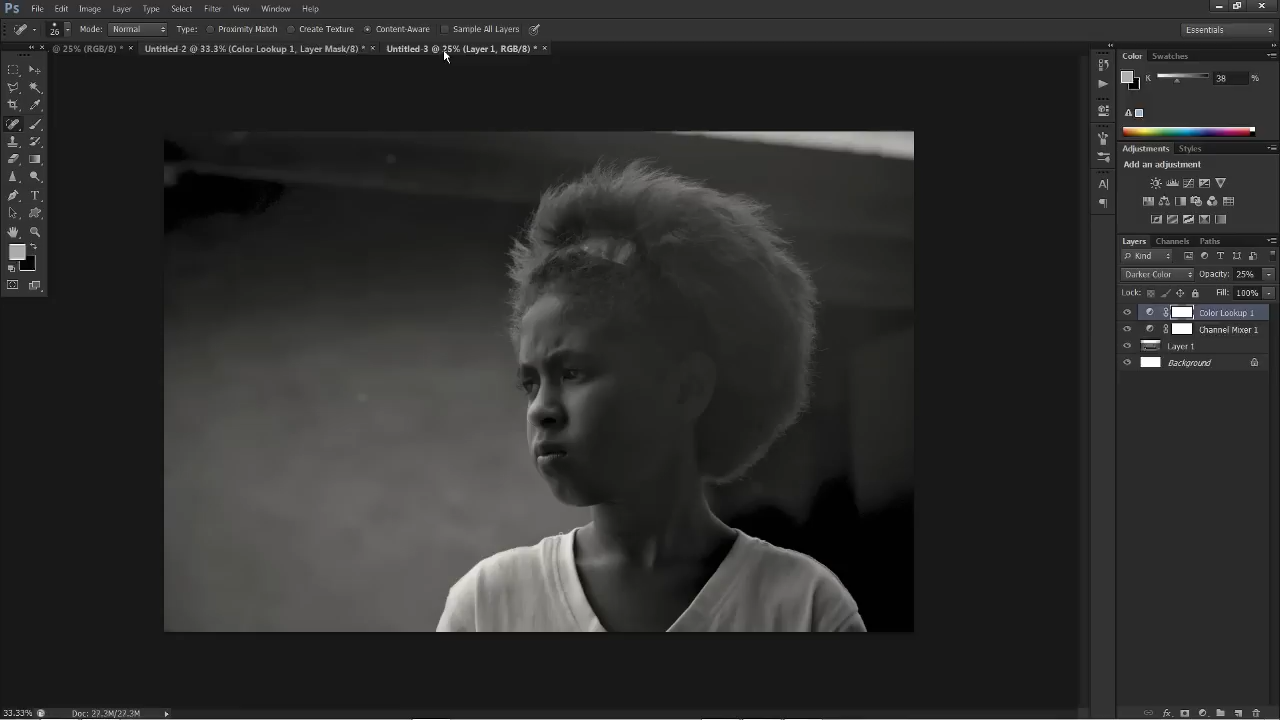 Ps File Edit Image Layer Type Select Filter View Window Help
26 Mode: Normal Type: Proximity Match Create Texture Content-Aware Sample All Layers Essentials
@ 25% (RGB/8) * × Untitled-2 @ 33.3% (Color Lookup 1, Layer Mask/8) * × Untitled-3 @ 25% (Layer 1, RGB/8) * ×
Color Swatches
K 38 %
Adjustments Styles
Add an adjustment
Layers Channels Paths
Kind
Darker Color Opacity: 25%
Lock: Fill: 100%
Color Lookup 1
Channel Mixer 1
Layer 1
Background
33.33% Doc: 27.3M/27.3M